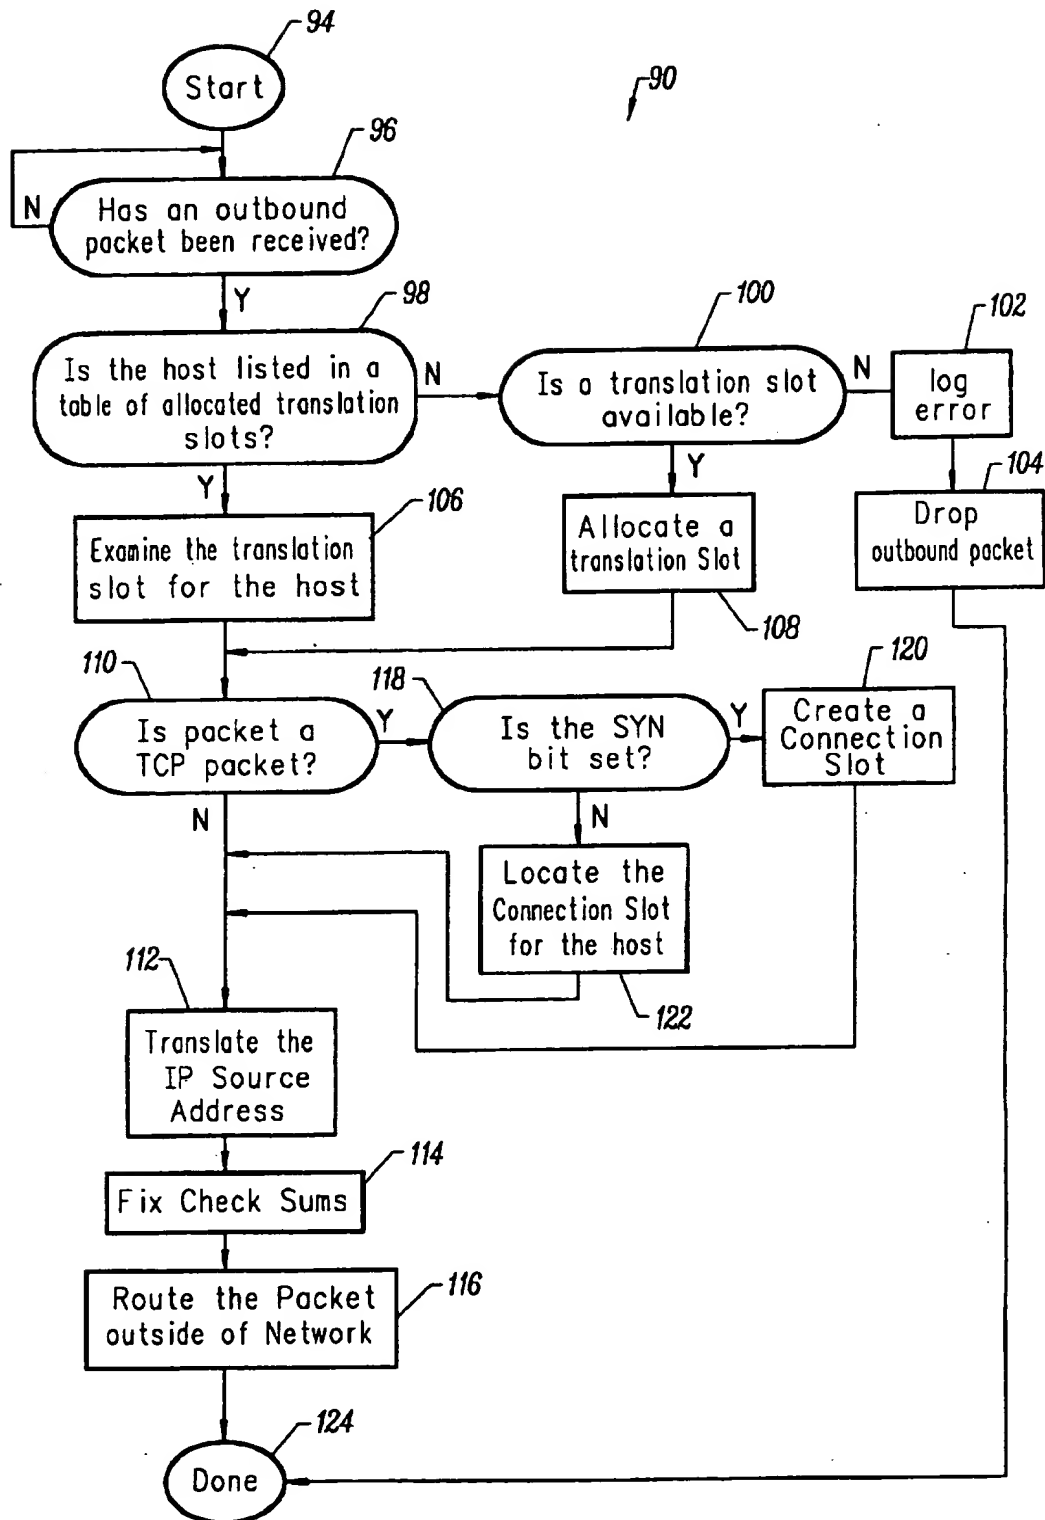 94
Start
90
96
N
Has an outbound
packet been received?
Y
98
Is the host listed in a
table of allocated translation
slots?
N
100
Is a translation slot
available?
N
102
log
error
Y
106
Examine the translation
slot for the host
Y
Allocate a
translation Slot
108
104
Drop
outbound packet
110
Is packet a
TCP packet?
Y
118
Is the SYN
bit set?
Y
120
Create a
Connection
Slot
N
N
Locate the
Connection Slot
for the host
122
112
Translate the
IP Source
Address
114
Fix Check Sums
116
Route the Packet
outside of Network
124
Done